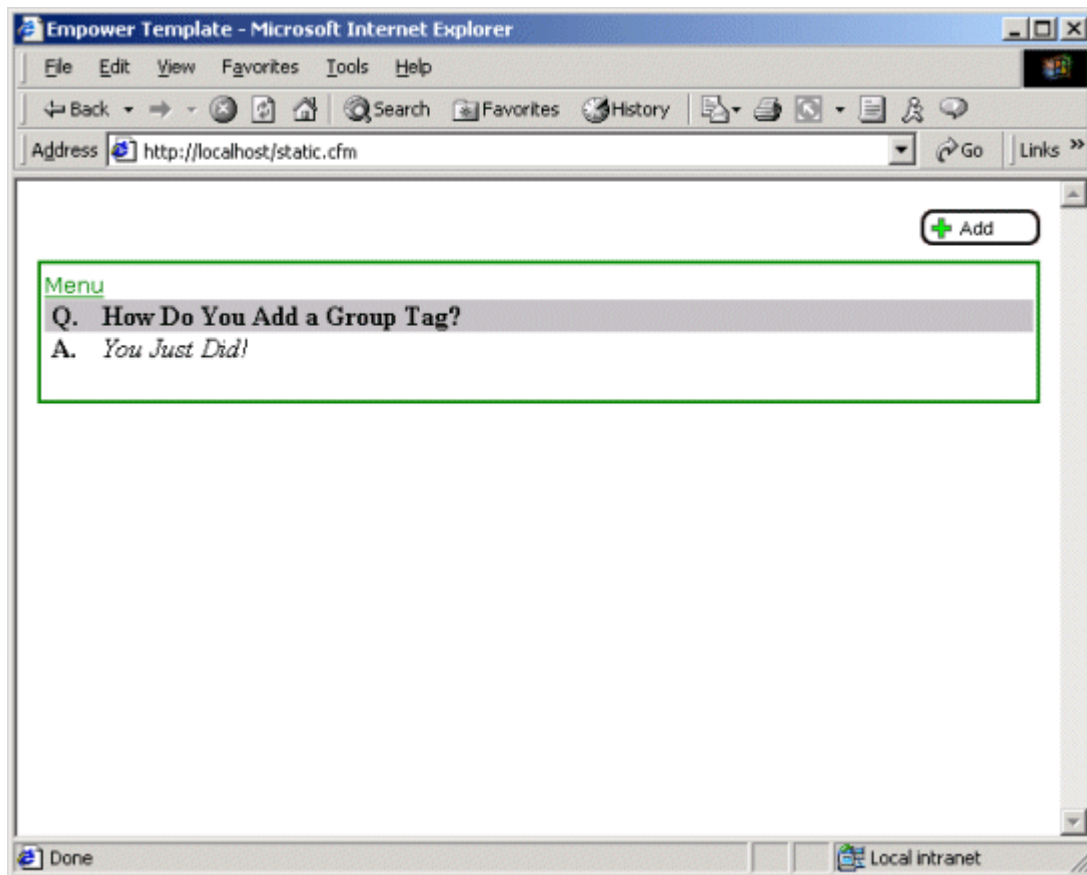 Empower Template - Microsoft Internet Explorer
File Edit View Favorites Tools Help
Back Search Favorites History
Address http://localhost/static.cfm Go Links »
Add
Menu
Q. How Do You Add a Group Tag?
A. You Just Did!
Done Local intranet